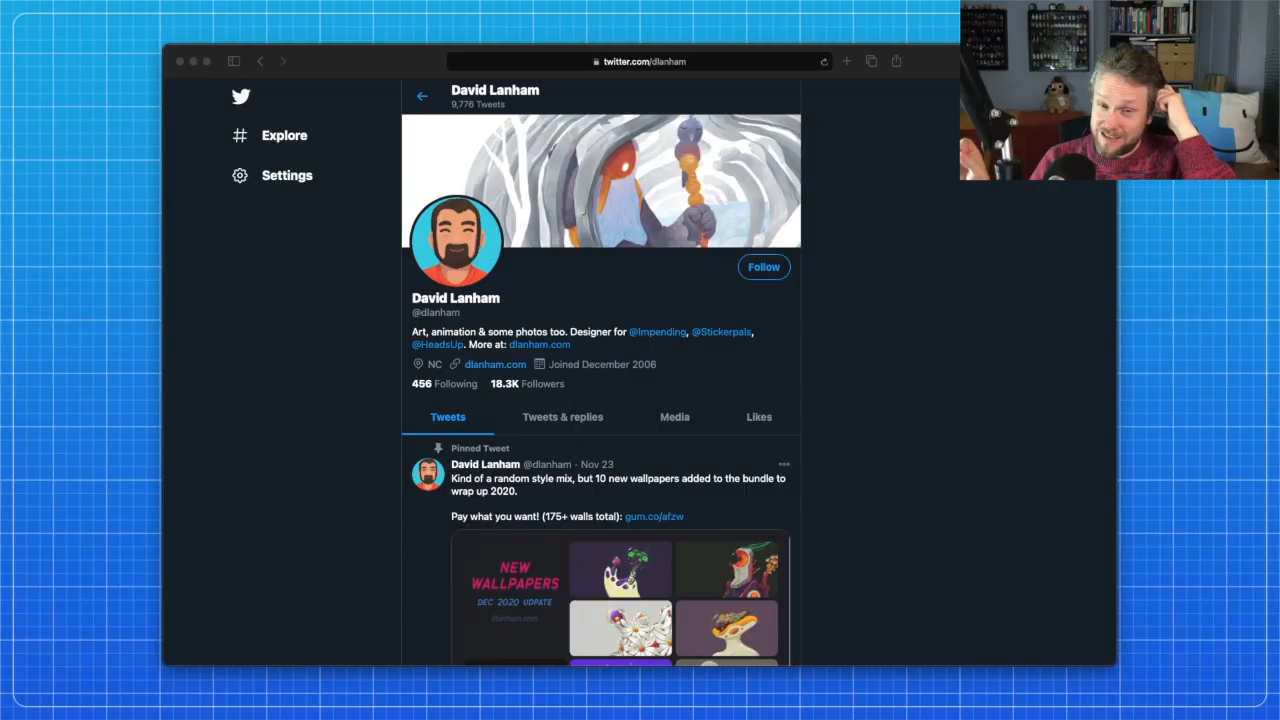 twitter.com/dlanham
David Lanham
9,776 Tweets
Explore
Settings
Follow
David Lanham
@dlanham
Art, animation & some photos too. Designer for @Impending, @Stickerpals,
@HeadsUp. More at: dlanham.com
NC dlanham.com Joined December 2006
456 Following 18.3K Followers
Tweets Tweets & replies Media Likes
Pinned Tweet
David Lanham @dlanham · Nov 23
Kind of a random style mix, but 10 new wallpapers added to the bundle to
wrap up 2020.
Pay what you want! (175+ walls total): gum.co/afzw
NEW
WALLPAPERS
DEC 2020 UDPATE
dlanham.com